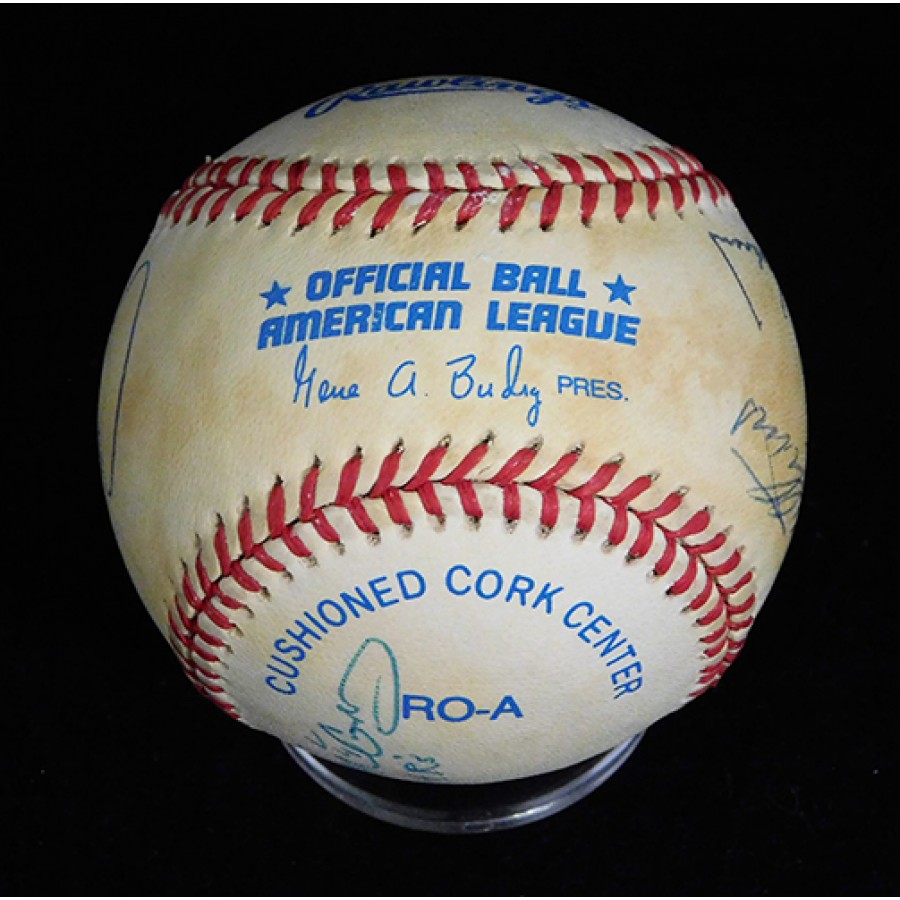 Rawlings
★ OFFICIAL BALL ★
AMERICAN LEAGUE
Gene A. Budig PRES.
CUSHIONED CORK CENTER
RO-A